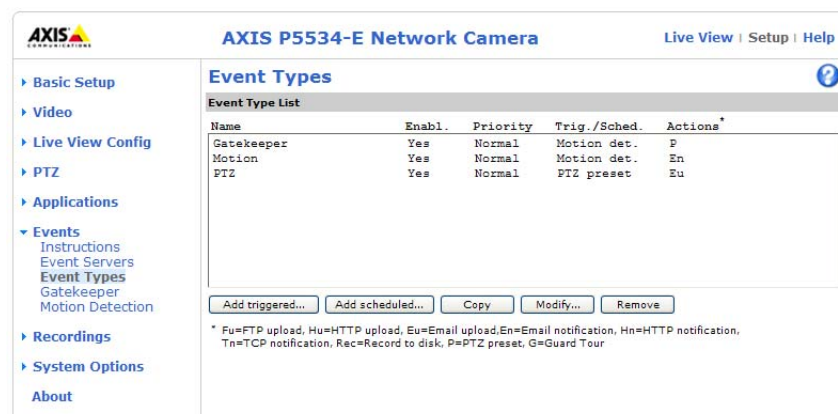 AXIS
COMMUNICATIONS
AXIS P5534-E Network Camera
Live View | Setup | Help
Basic Setup
Video
Live View Config
PTZ
Applications
Events
Instructions
Event Servers
Event Types
Gatekeeper
Motion Detection
Recordings
System Options
About
Event Types
?
Event Type List
Name Enabl. Priority Trig./Sched. Actions*
Gatekeeper Yes Normal Motion det. P
Motion Yes Normal Motion det. En
PTZ Yes Normal PTZ preset Eu
Add triggered... Add scheduled... Copy Modify... Remove
* Fu=FTP upload, Hu=HTTP upload, Eu=Email upload,En=Email notification, Hn=HTTP notification,
Tn=TCP notification, Rec=Record to disk, P=PTZ preset, G=Guard Tour